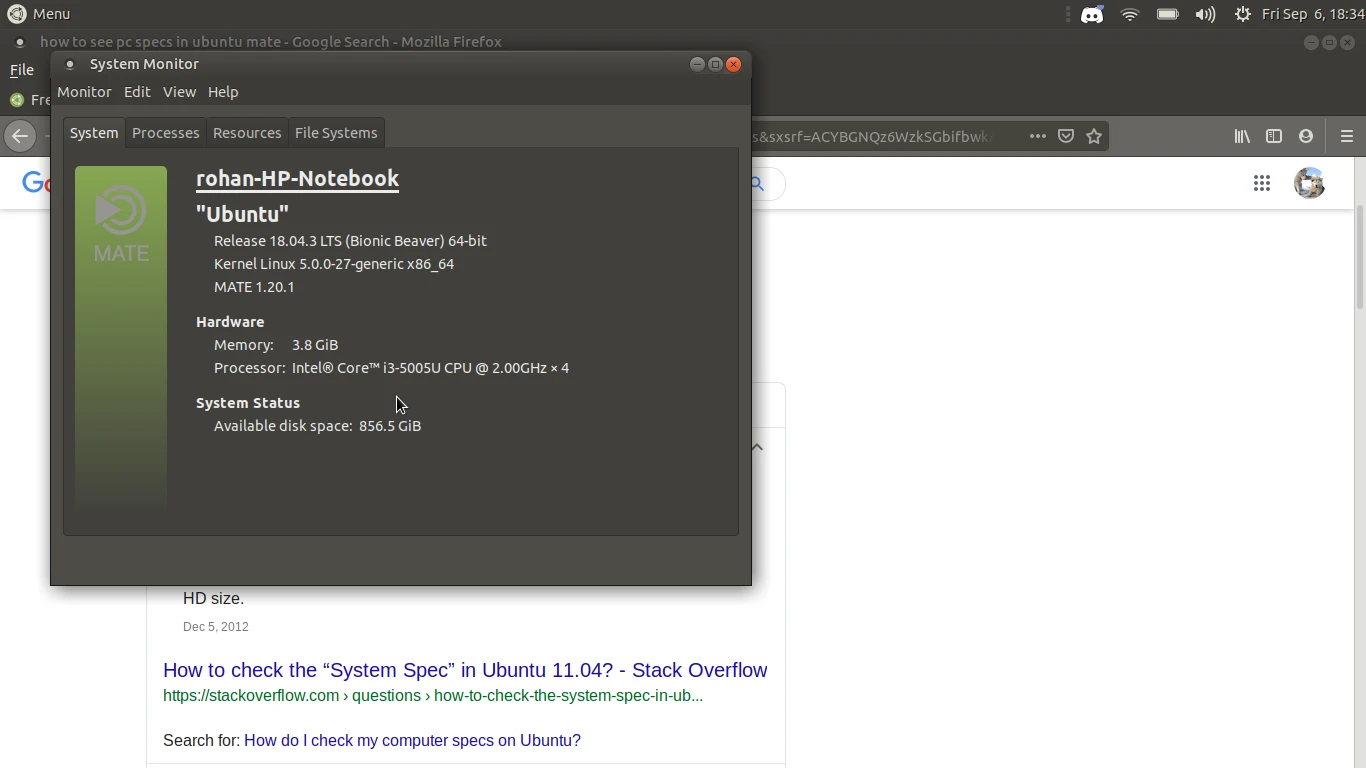 Menu
Fri Sep 6, 18:34
how to see pc specs in ubuntu mate - Google Search - Mozilla Firefox
File
System Monitor
Monitor Edit View Help
Fre
System Processes Resources File Systems
s&sxsrf=ACYBGNQz6WzkSGbifbwk
Go
MATE
rohan-HP-Notebook
"Ubuntu"
Release 18.04.3 LTS (Bionic Beaver) 64-bit
Kernel Linux 5.0.0-27-generic x86_64
MATE 1.20.1
Hardware
Memory: 3.8 GiB
Processor: Intel® Core™ i3-5005U CPU @ 2.00GHz × 4
System Status
Available disk space: 856.5 GiB
HD size.
Dec 5, 2012
How to check the “System Spec” in Ubuntu 11.04? - Stack Overflow
https://stackoverflow.com › questions › how-to-check-the-system-spec-in-ub...
Search for: How do I check my computer specs on Ubuntu?